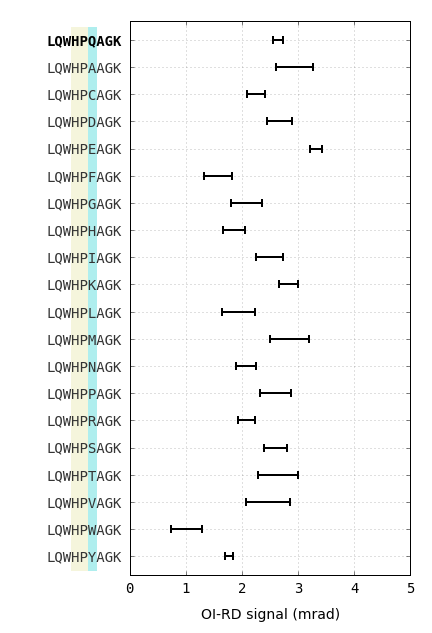 LQWHPQAGK
LQWHPAAGK
LQWHPCAGK
LQWHPDAGK
LQWHPEAGK
LQWHPFAGK
LQWHPGAGK
LQWHPHAGK
LQWHPIAGK
LQWHPKAGK
LQWHPLAGK
LQWHPMAGK
LQWHPNAGK
LQWHPPAGK
LQWHPRAGK
LQWHPSAGK
LQWHPTAGK
LQWHPVAGK
LQWHPWAGK
LQWHPYAGK
0 1 2 3 4 5
OI-RD signal (mrad)